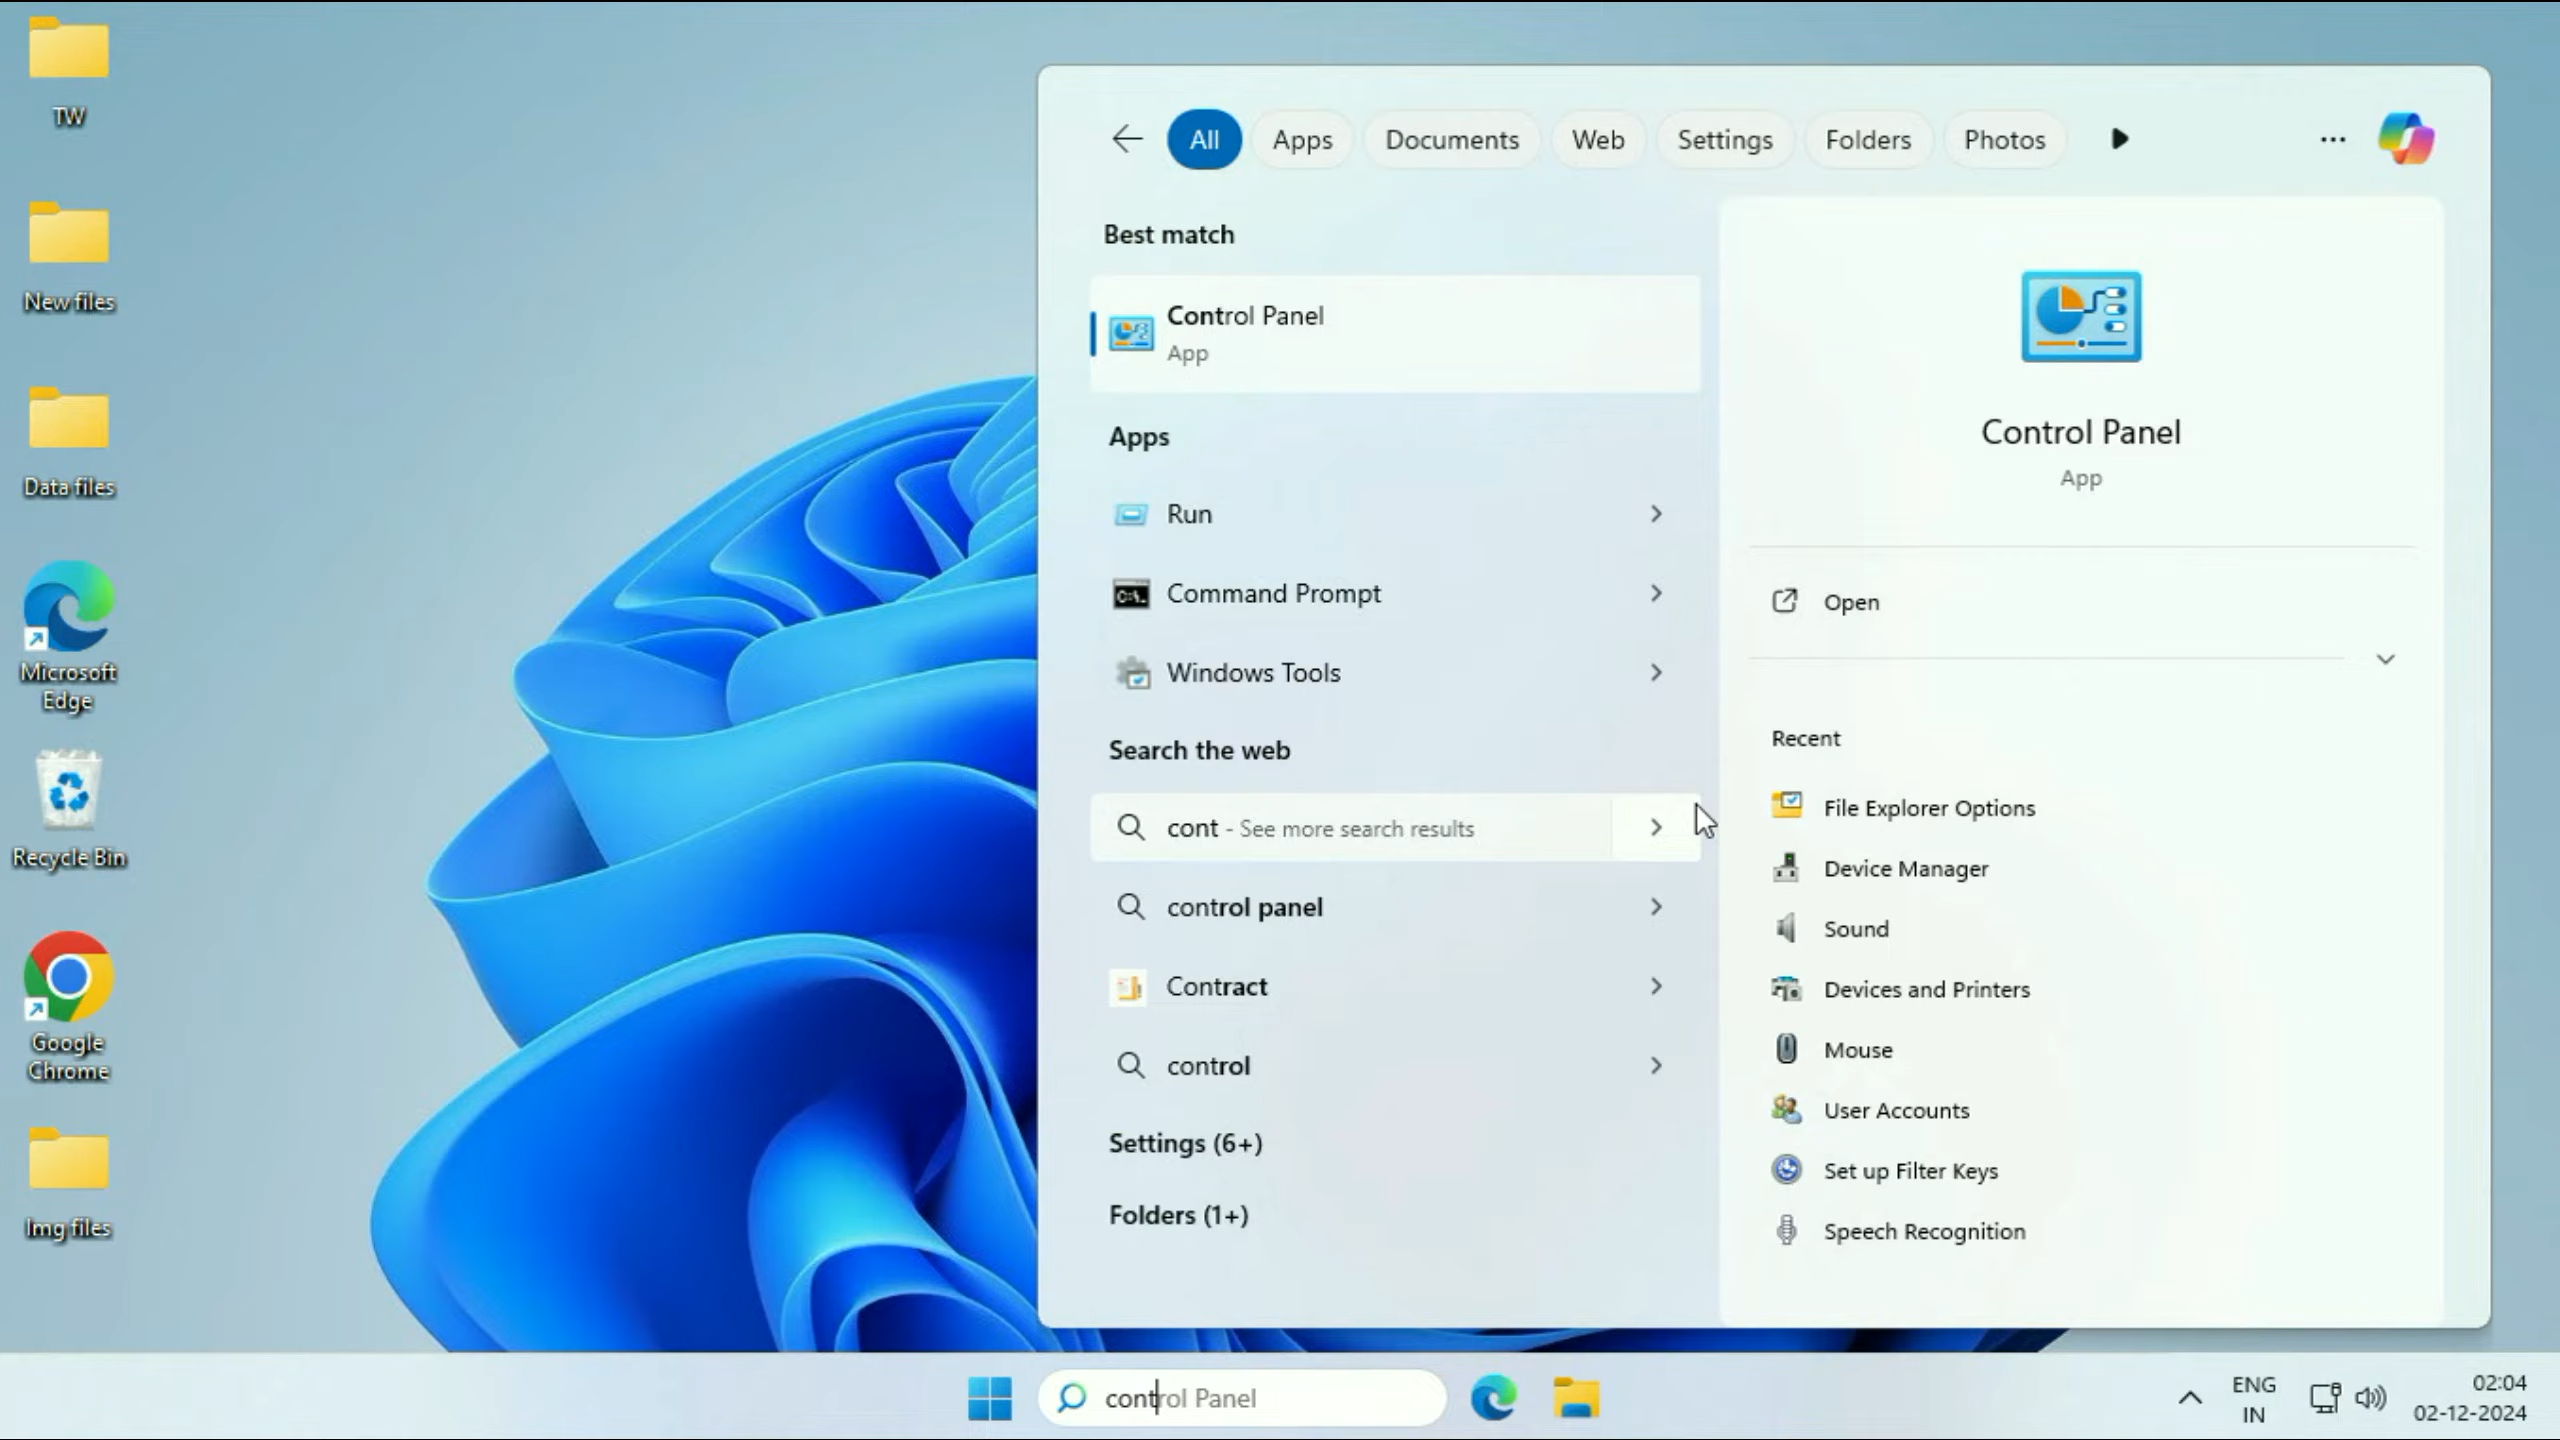 TW
New files
Data files
Microsoft
Edge
Recycle Bin
Google
Chrome
Img files
All
Apps
Documents
Web
Settings
Folders
Photos
Best match
Control Panel
App
Apps
Run
Command Prompt
Windows Tools
Search the web
cont - See more search results
control panel
Contract
control
Settings (6+)
Folders (1+)
Control Panel
App
Open
Recent
File Explorer Options
Device Manager
Sound
Devices and Printers
Mouse
User Accounts
Set up Filter Keys
Speech Recognition
control Panel
ENG
IN
02:04
02-12-2024